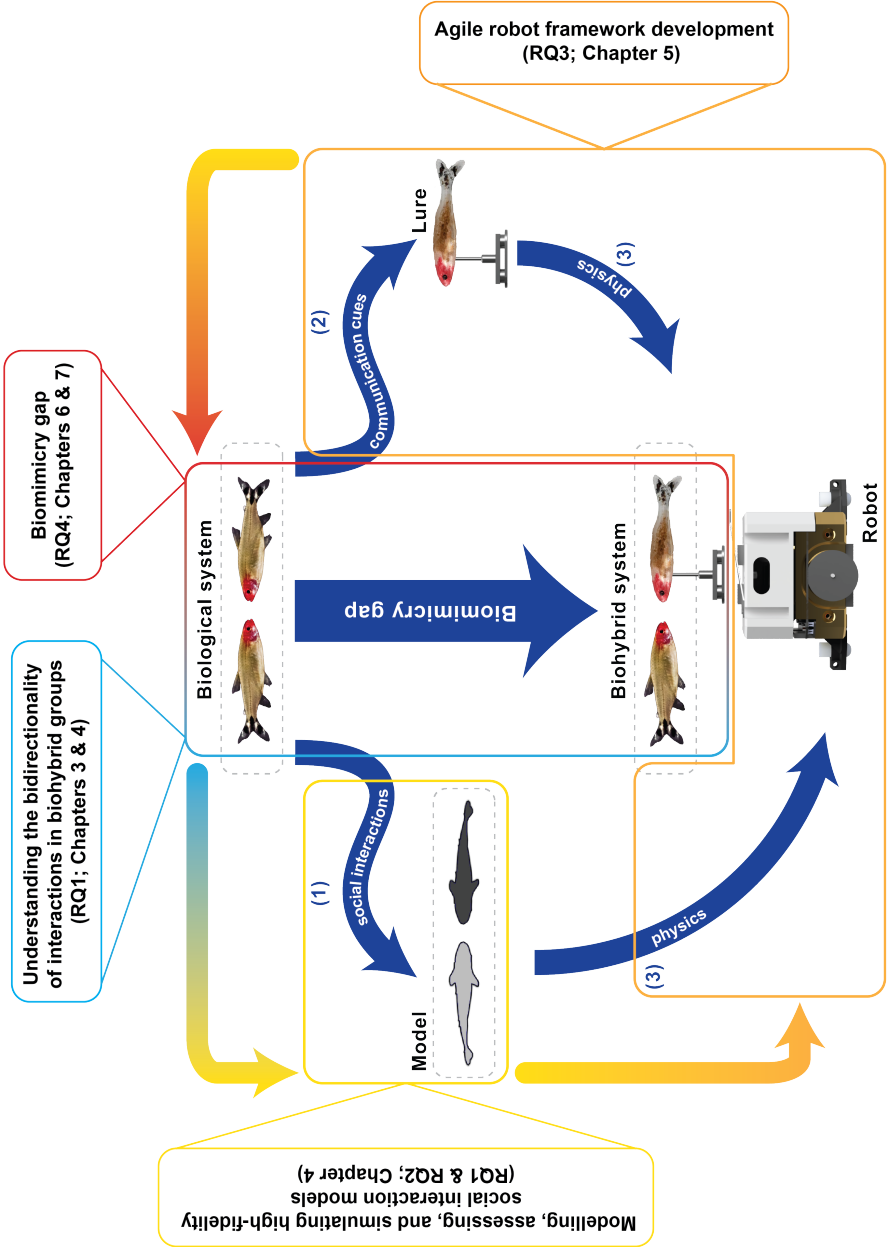 Agile robot framework development
(RQ3; Chapter 5)
Biomimicry gap
(RQ4; Chapters 6 & 7)
Understanding the bidirectionality
of interactions in biohybrid groups
(RQ1; Chapters 3 & 4)
Modelling, assessing, and simulating high-fidelity
social interaction models
(RQ1 & RQ2; Chapter 4)
Biological system
(1)
social interactions
Model
(2)
communication cues
Lure
Biomimicry gap
(3)
physics
(3)
physics
Biohybrid system
Robot